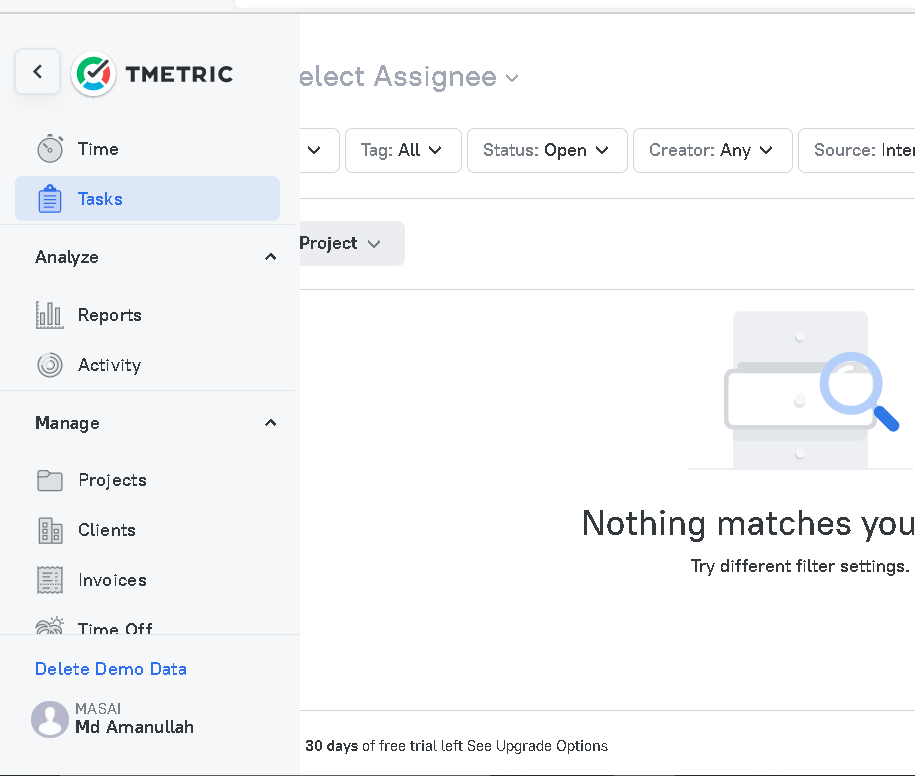 TMETRIC
Time
Tasks
Analyze
Reports
Activity
Manage
Projects
Clients
Invoices
Time Off
Delete Demo Data
MASAI
Md Amanullah
elect Assignee
Tag: All
Status: Open
Creator: Any
Source: Inter
Project
Nothing matches you
Try different filter settings.
30 days of free trial left See Upgrade Options